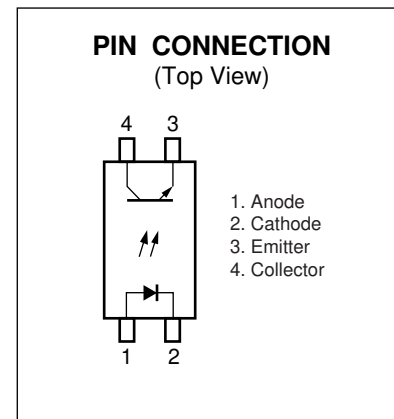 PIN CONNECTION
(Top View)
4 3
1. Anode
2. Cathode
3. Emitter
4. Collector
1 2